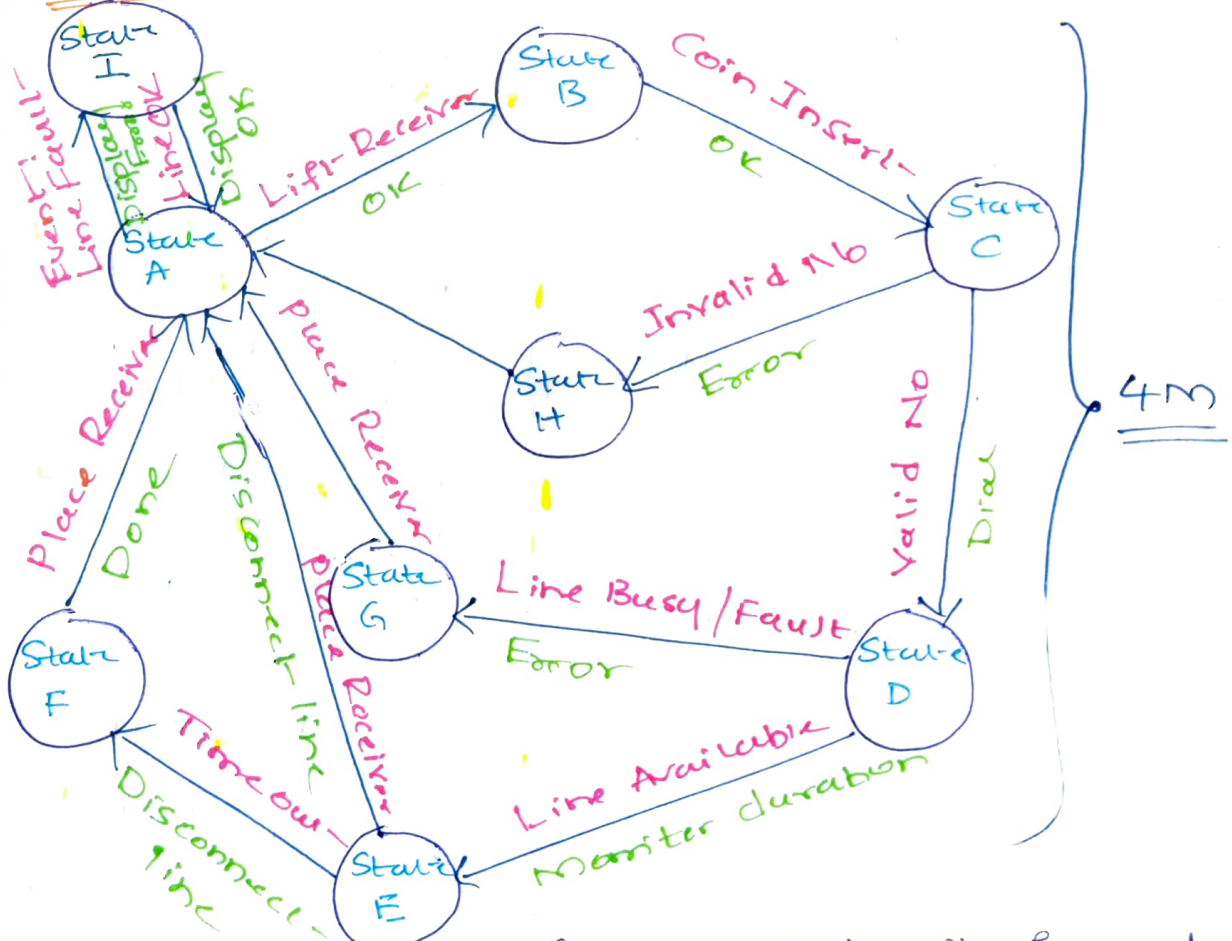 State
I
Event Fault-
Line Fault
Display
Error
Line OK
Display
OK
State
B
Coin Insert-
OK
Lift Receiver
OK
State
A
State
C
Invalid No
Error
State
H
4M
Valid No
Dial
Place Receiver
Done
Place Receiver
Disconnect line
Place Receiver
State
G
Line Busy/Fault
Error
State
D
State
F
Timeout
Disconnect-
line
Line Available
Moniter duration
State
E